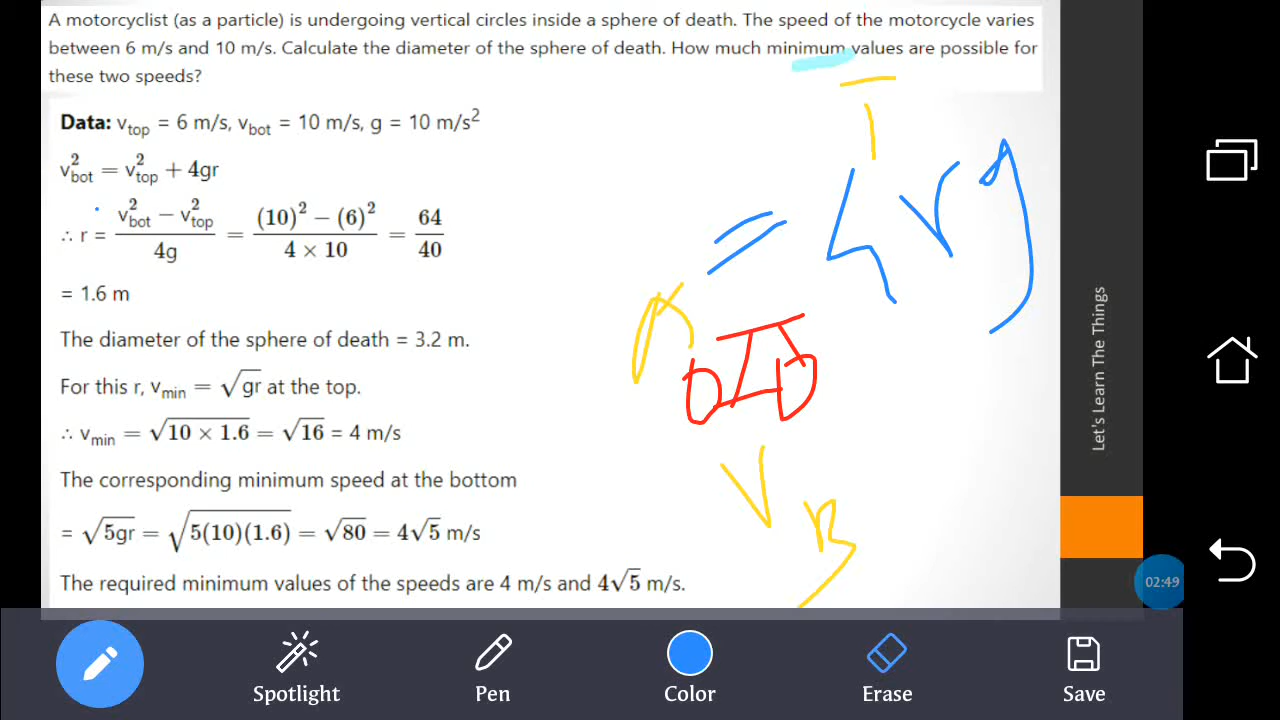 A motorcyclist (as a particle) is undergoing vertical circles inside a sphere of death. The speed of the motorcycle varies
between 6 m/s and 10 m/s. Calculate the diameter of the sphere of death. How much minimum values are possible for
these two speeds?
Data: v_top = 6 m/s, v_bot = 10 m/s, g = 10 m/s²
v²_bot = v²_top + 4gr
∴ r = (v²_bot − v²_top)/4g = ((10)² − (6)²)/(4 × 10) = 64/40
= 1.6 m
The diameter of the sphere of death = 3.2 m.
For this r, v_min = √gr at the top.
∴ v_min = √(10 × 1.6) = √16 = 4 m/s
The corresponding minimum speed at the bottom
= √5gr = √(5(10)(1.6)) = √80 = 4√5 m/s
The required minimum values of the speeds are 4 m/s and 4√5 m/s.
T
= 4rg
V B
Let's Learn The Things
02:49
Spotlight
Pen
Color
Erase
Save